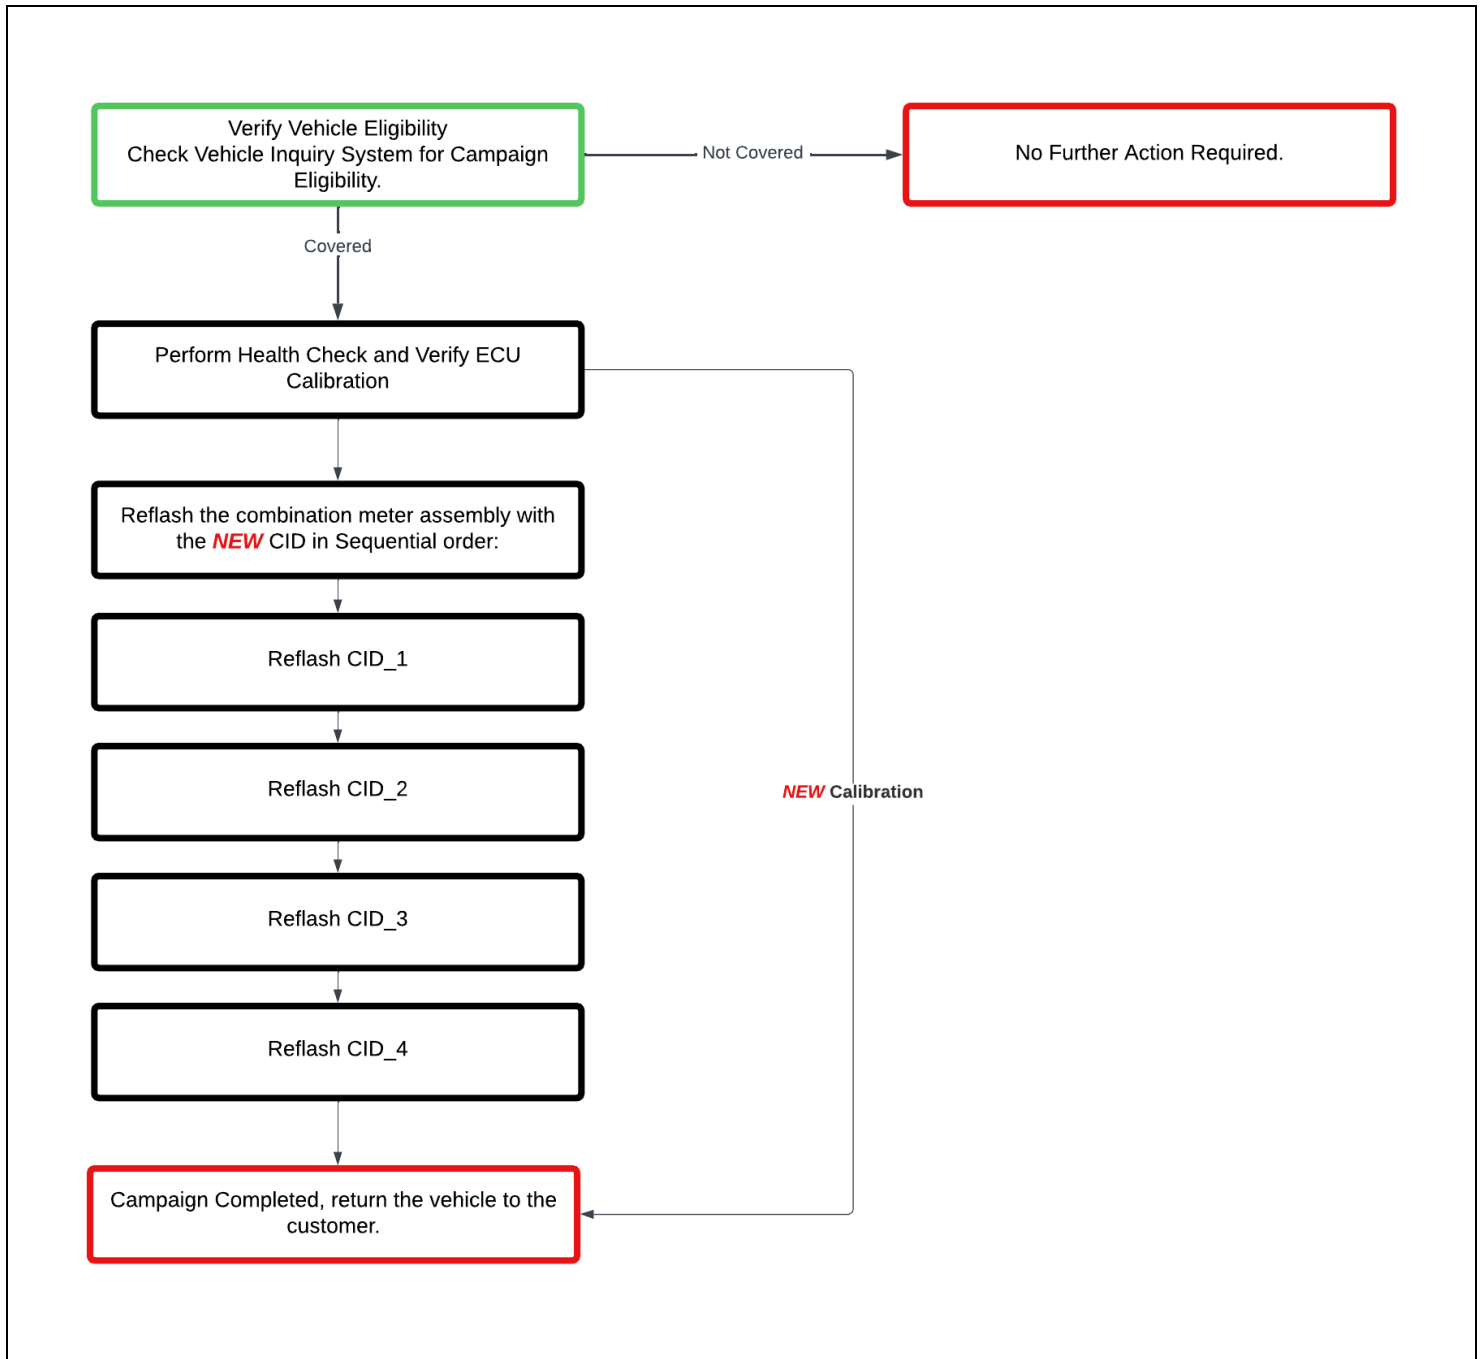 Verify Vehicle Eligibility
Check Vehicle Inquiry System for Campaign
Eligibility.
Not Covered
No Further Action Required.
Covered
Perform Health Check and Verify ECU
Calibration
Reflash the combination meter assembly with
the NEW CID in Sequential order:
Reflash CID_1
Reflash CID_2
NEW Calibration
Reflash CID_3
Reflash CID_4
Campaign Completed, return the vehicle to the
customer.